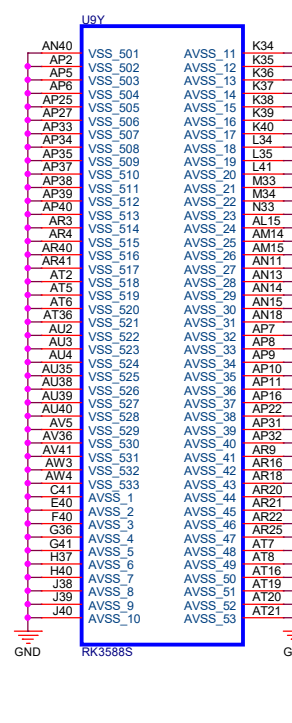 U9Y
AN40 VSS_501 AVSS_11 K34
AP2 VSS_502 AVSS_12 K35
AP5 VSS_503 AVSS_13 K36
AP6 VSS_504 AVSS_14 K37
AP25 VSS_505 AVSS_15 K38
AP27 VSS_506 AVSS_16 K39
AP33 VSS_507 AVSS_17 K40
AP34 VSS_508 AVSS_18 L34
AP35 VSS_509 AVSS_19 L35
AP37 VSS_510 AVSS_20 L41
AP38 VSS_511 AVSS_21 M33
AP39 VSS_512 AVSS_22 M34
AP40 VSS_513 AVSS_23 N33
AR3 VSS_514 AVSS_24 AL15
AR4 VSS_515 AVSS_25 AM14
AR40 VSS_516 AVSS_26 AM15
AR41 VSS_517 AVSS_27 AN11
AT2 VSS_518 AVSS_28 AN13
AT5 VSS_519 AVSS_29 AN14
AT6 VSS_520 AVSS_30 AN15
AT36 VSS_521 AVSS_31 AN18
AU2 VSS_522 AVSS_32 AP7
AU3 VSS_523 AVSS_33 AP8
AU4 VSS_524 AVSS_34 AP9
AU35 VSS_525 AVSS_35 AP10
AU38 VSS_526 AVSS_36 AP11
AU39 VSS_527 AVSS_37 AP16
AU40 VSS_528 AVSS_38 AP22
AV5 VSS_529 AVSS_39 AP31
AV36 VSS_530 AVSS_40 AP32
AV41 VSS_531 AVSS_41 AR9
AW3 VSS_532 AVSS_42 AR16
AW4 VSS_533 AVSS_43 AR18
C41 AVSS_1 AVSS_44 AR20
E40 AVSS_2 AVSS_45 AR21
F40 AVSS_3 AVSS_46 AR22
G36 AVSS_4 AVSS_47 AR25
G41 AVSS_5 AVSS_48 AT7
H37 AVSS_6 AVSS_49 AT8
H40 AVSS_7 AVSS_50 AT16
J38 AVSS_8 AVSS_51 AT19
J39 AVSS_9 AVSS_52 AT20
J40 AVSS_10 AVSS_53 AT21
GND RK3588S G